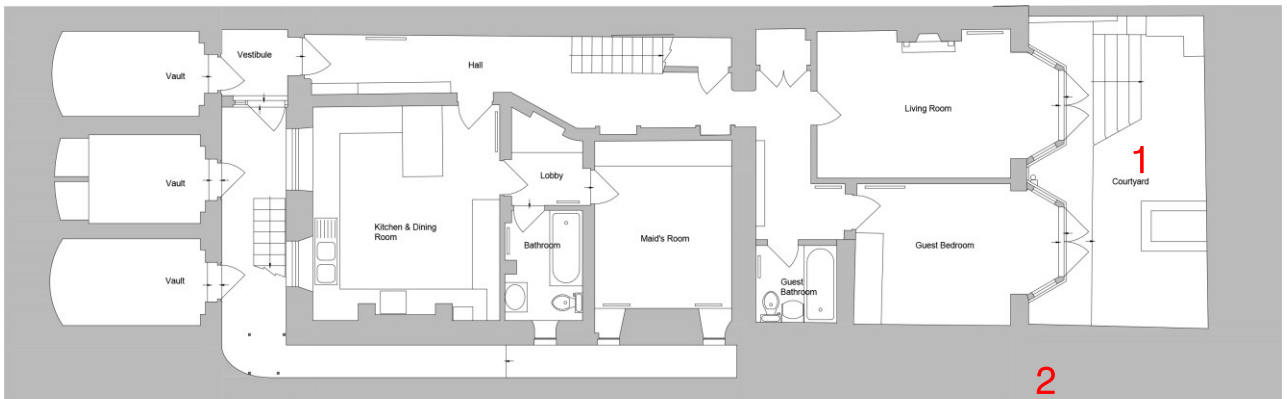 Vestibule
Vault
Hall
Living Room
1
Courtyard
Vault
Lobby
Kitchen & Dining
Room
Bathroom
Maid's Room
Guest Bedroom
Vault
Guest
Bathroom
2